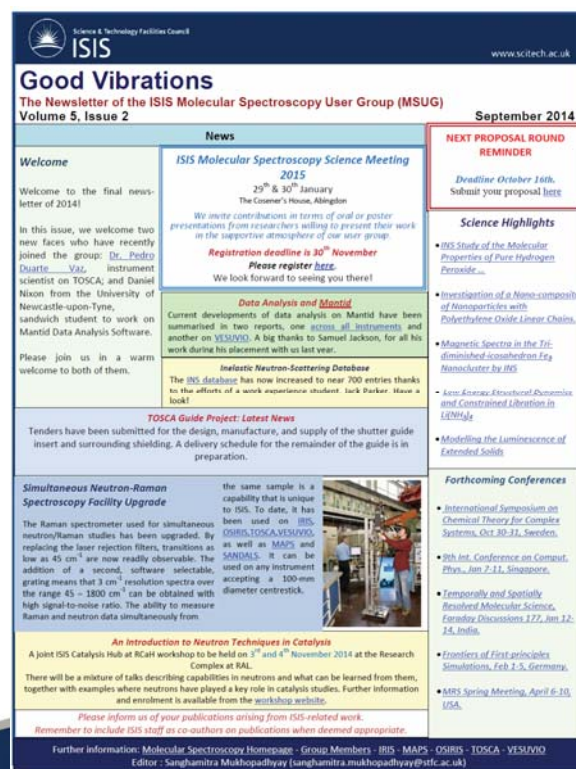 Science & Technology Facilities Council
ISIS
www.scitech.ac.uk
Good Vibrations
The Newsletter of the ISIS Molecular Spectroscopy User Group (MSUG)
Volume 5, Issue 2
September 2014
News
Welcome
Welcome to the final news-
letter of 2014!
In this issue, we welcome two
new faces who have recently
joined the group: Dr. Pedro
Duarte Vaz, instrument
scientist on TOSCA; and Daniel
Nixon from the University of
Newcastle-upon-Tyne,
sandwich student to work on
Mantid Data Analysis Software.
Please join us in a warm
welcome to both of them.
ISIS Molecular Spectroscopy Science Meeting
2015
29th & 30th January
The Cosener's House, Abingdon
We invite contributions in terms of oral or poster
presentations from researchers willing to present their work
in the supportive atmosphere of our user group.
Registration deadline is 30th November
Please register here.
We look forward to seeing you there!
Data Analysis and Mantid
Current developments of data analysis on Mantid have been
summarised in two reports, one across all instruments and
another on VESUVIO. A big thanks to Samuel Jackson, for all his
work during his placement with us last year.
Inelastic Neutron-Scattering Database
The INS database has now increased to near 700 entries thanks
to the efforts of a work experience student, Jack Parker. Have a
look!
TOSCA Guide Project: Latest News
Tenders have been submitted for the design, manufacture, and supply of the shutter guide
insert and surrounding shielding. A delivery schedule for the remainder of the guide is in
preparation.
Simultaneous Neutron-Raman
Spectroscopy Facility Upgrade
The Raman spectrometer used for simultaneous
neutron/Raman studies has been upgraded. By
replacing the laser rejection filters, transitions as
low as 45 cm-1 are now readily observable. The
addition of a second, software selectable,
grating means that 3 cm-1 resolution spectra over
the range 45 – 1800 cm-1 can be obtained with
high signal-to-noise ratio. The ability to measure
Raman and neutron data simultaneously from
the same sample is a
capability that is unique
to ISIS. To date, it has
been used on IRIS,
OSIRIS,TOSCA,VESUVIO,
as well as MAPS and
SANDALS. It can be
used on any instrument
accepting a 100-mm
diameter centrestick.
An Introduction to Neutron Techniques in Catalysis
A joint ISIS Catalysis Hub at RCaH workshop to be held on 3rd and 4th November 2014 at the Research
Complex at RAL.
There will be a mixture of talks describing capabilities in neutrons and what can be learned from them,
together with examples where neutrons have played a key role in catalysis studies. Further information
and enrolment is available from the workshop website.
Please inform us of your publications arising from ISIS-related work.
Remember to include ISIS staff as co-authors on publications when deemed appropriate.
NEXT PROPOSAL ROUND
REMINDER
Deadline October 16th.
Submit your proposal here
Science Highlights
•INS Study of the Molecular
Properties of Pure Hydrogen
Peroxide ...
•Investigation of a Nano-composite
of Nanoparticles with
Polyethylene Oxide Linear Chains.
•Magnetic Spectra in the Tri-
diminished-icosahedron Fe9
Nanocluster by INS
•Low Energy Structural Dynamics
and Constrained Libration in
Li(NH3)4
•Modelling the Luminescence of
Extended Solids
Forthcoming Conferences
• International Symposium on
Chemical Theory for Complex
Systems, Oct 30-31, Sweden.
•9th Int. Conference on Comput.
Phys., Jan 7-11, Singapore.
•Temporally and Spatially
Resolved Molecular Science,
Faraday Discussions 177, Jan 12-
14, India.
•Frontiers of First-principles
Simulations, Feb 1-5, Germany.
•MRS Spring Meeting, April 6-10,
USA.
Further information: Molecular Spectroscopy Homepage - Group Members - IRIS - MAPS - OSIRIS - TOSCA - VESUVIO
Editor : Sanghamitra Mukhopadhyay (sanghamitra.mukhopadhyay@stfc.ac.uk)